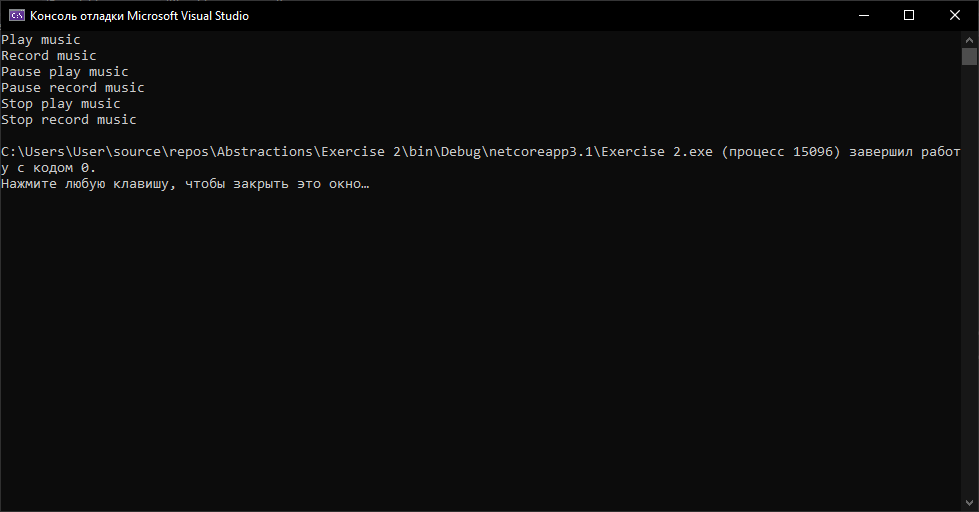 Консоль отладки Microsoft Visual Studio
Play music
Record music
Pause play music
Pause record music
Stop play music
Stop record music
C:\Users\User\source\repos\Abstractions\Exercise 2\bin\Debug\netcoreapp3.1\Exercise 2.exe (процесс 15096) завершил работ
у с кодом 0.
Нажмите любую клавишу, чтобы закрыть это окно…